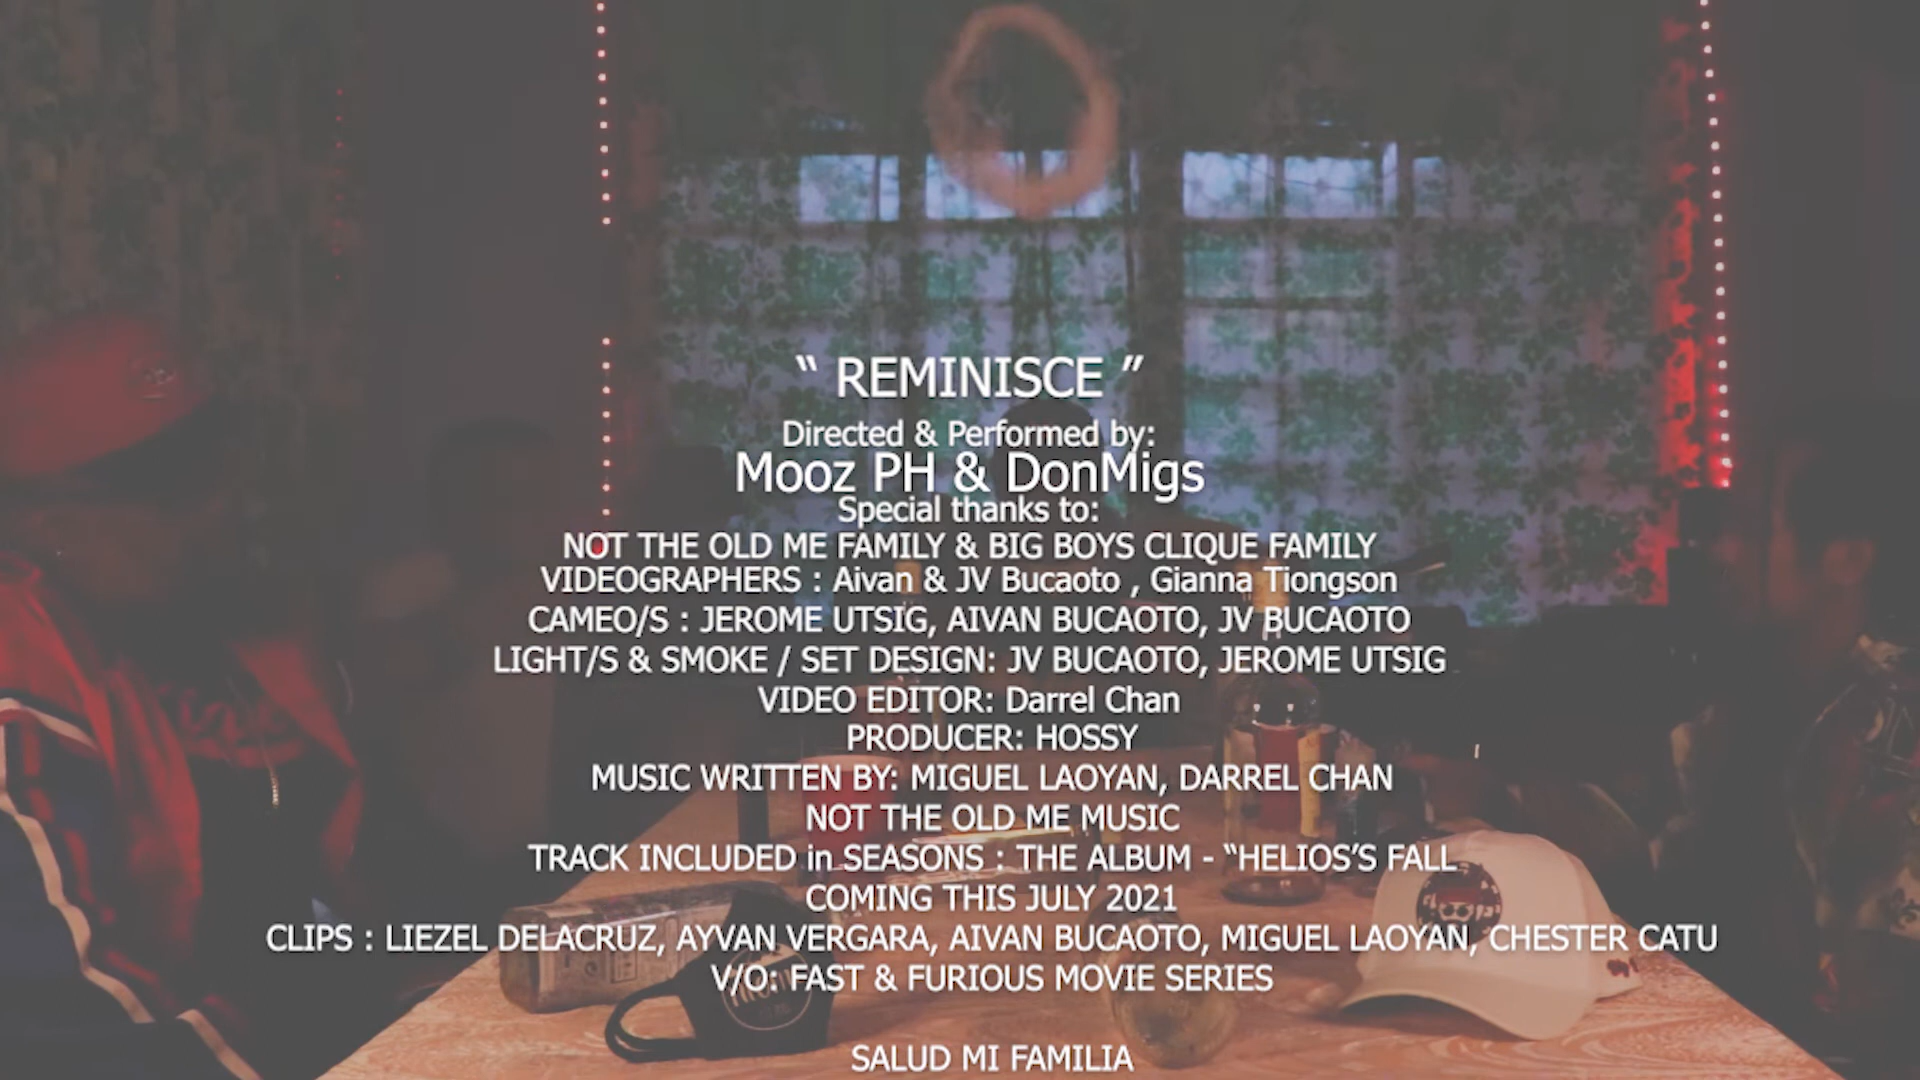 “ REMINISCE ”
Directed & Performed by:
Mooz PH & DonMigs
Special thanks to:
NOT THE OLD ME FAMILY & BIG BOYS CLIQUE FAMILY
VIDEOGRAPHERS : Aivan & JV Bucaoto , Gianna Tiongson
CAMEO/S : JEROME UTSIG, AIVAN BUCAOTO, JV BUCAOTO
LIGHT/S & SMOKE / SET DESIGN: JV BUCAOTO, JEROME UTSIG
VIDEO EDITOR: Darrel Chan
PRODUCER: HOSSY
MUSIC WRITTEN BY: MIGUEL LAOYAN, DARREL CHAN
NOT THE OLD ME MUSIC
TRACK INCLUDED in SEASONS : THE ALBUM - “HELIOS’S FALL
COMING THIS JULY 2021
CLIPS : LIEZEL DELACRUZ, AYVAN VERGARA, AIVAN BUCAOTO, MIGUEL LAOYAN, CHESTER CATU
V/O: FAST & FURIOUS MOVIE SERIES
SALUD MI FAMILIA